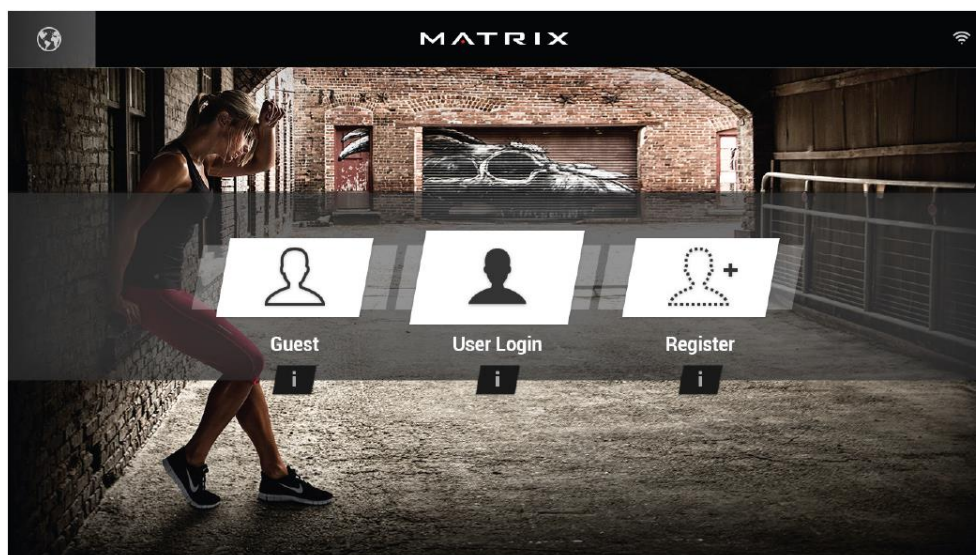 MATRIX
Guest
User Login
Register
i
i
i